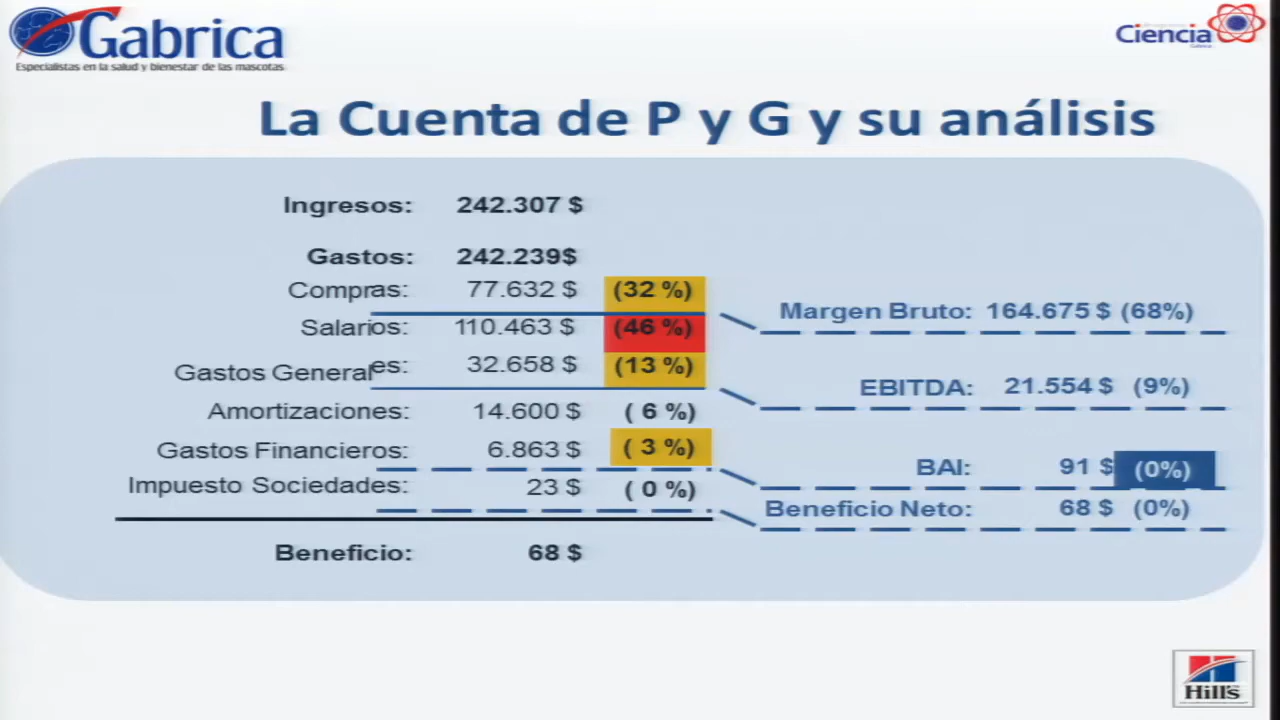 Gabrica
Especialistas en la salud y bienestar de las mascotas
Ciencia
La Cuenta de P y G y su análisis
Ingresos: 242.307 $
Gastos: 242.239$
Compras: 77.632 $ (32 %)
Margen Bruto: 164.675 $ (68%)
Salarios: 110.463 $ (46 %)
Gastos Generales: 32.658 $ (13 %)
EBITDA: 21.554 $ (9%)
Amortizaciones: 14.600 $ ( 6 %)
Gastos Financieros: 6.863 $ ( 3 %)
BAI: 91 $ (0%)
Impuesto Sociedades: 23 $ ( 0 %)
Beneficio Neto: 68 $ (0%)
Beneficio: 68 $
Hill's